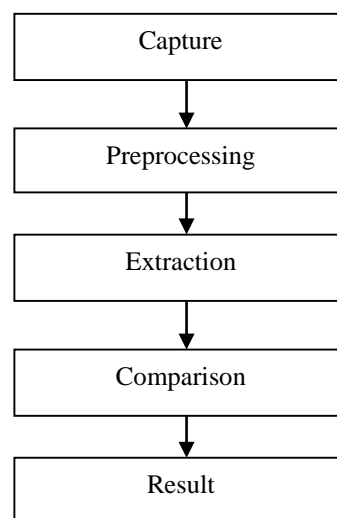 Capture
Preprocessing
Extraction
Comparison
Result